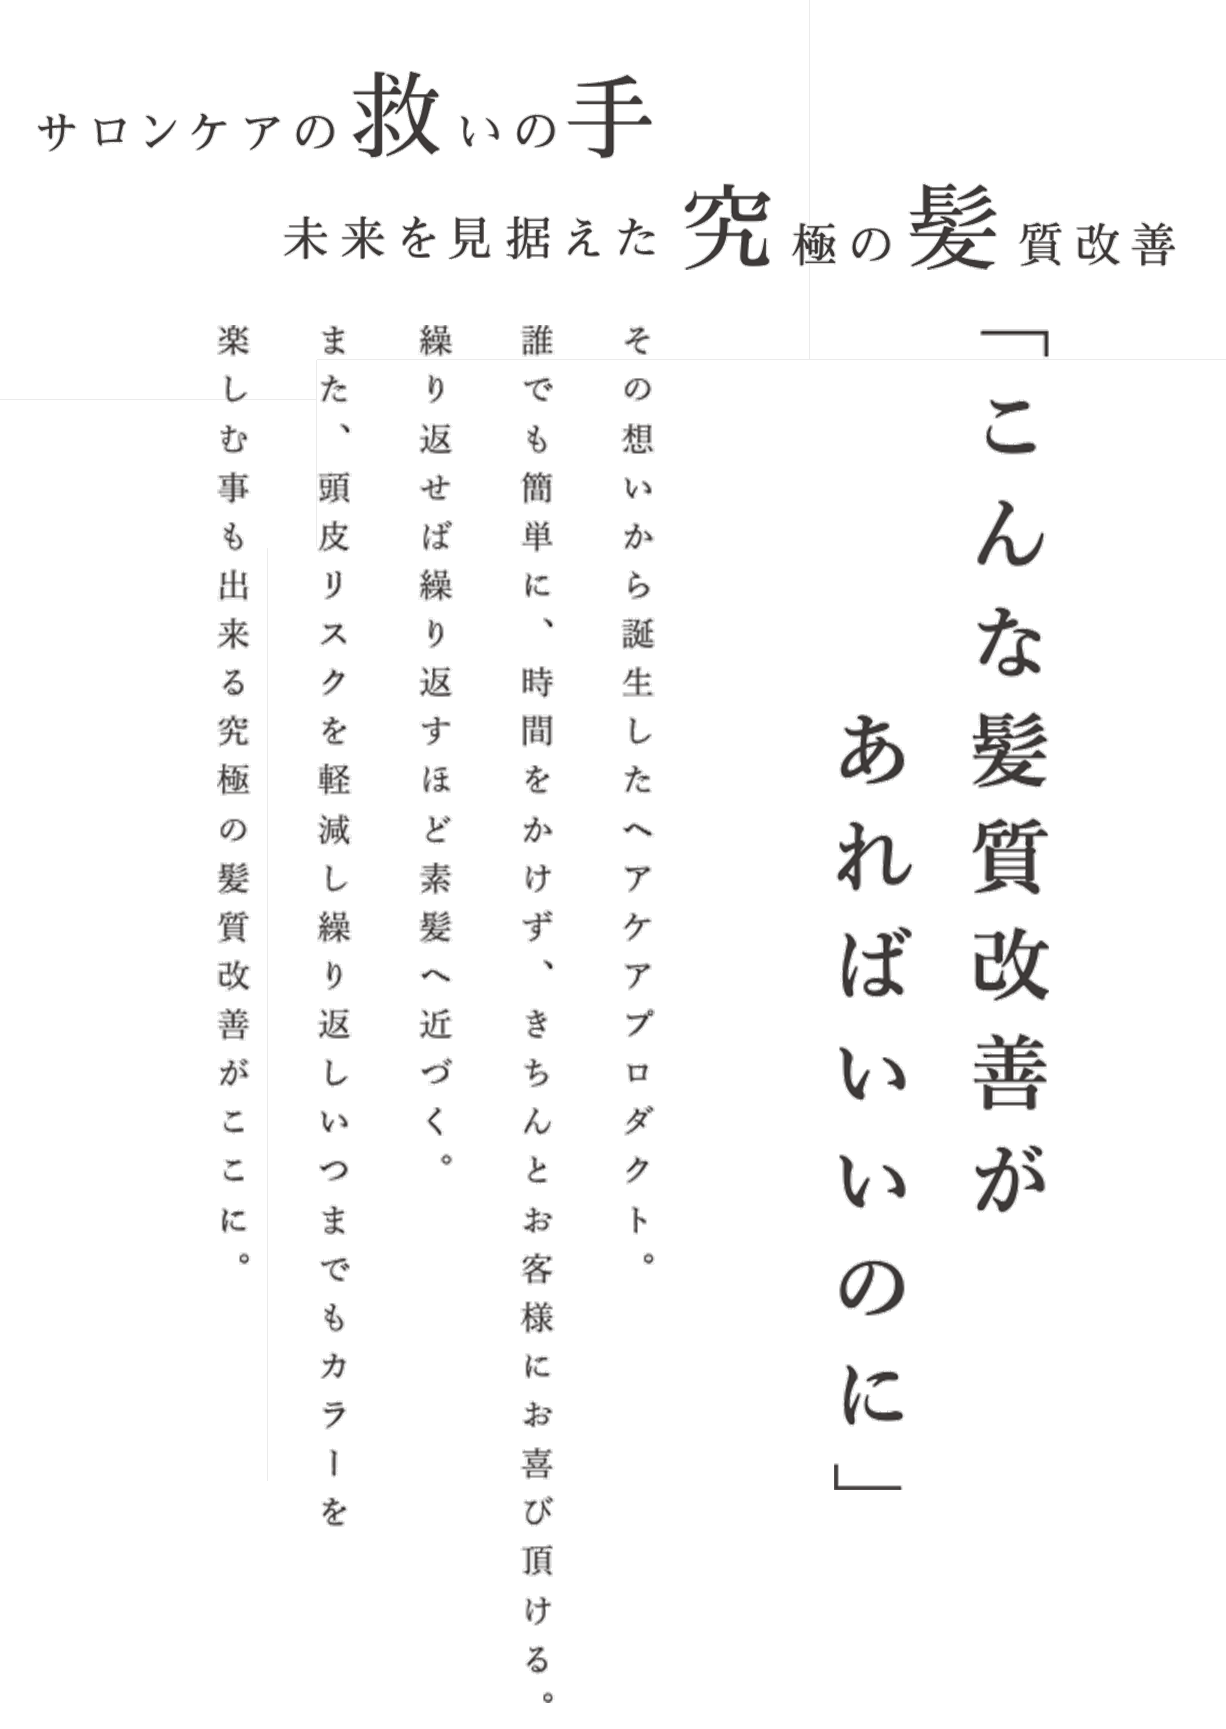 サロンケアの救いの手
未来を見据えた究極の髪質改善
「こんな髪質改善が
あればいいのに」
その想いから誕生したヘアケアプロダクト。
誰でも簡単に、時間をかけず、きちんとお客様にお喜び頂ける。
繰り返せば繰り返すほど素髪へ近づく。
また、頭皮リスクを軽減し繰り返しいつまでもカラーを
楽しむ事も出来る究極の髪質改善がここに。